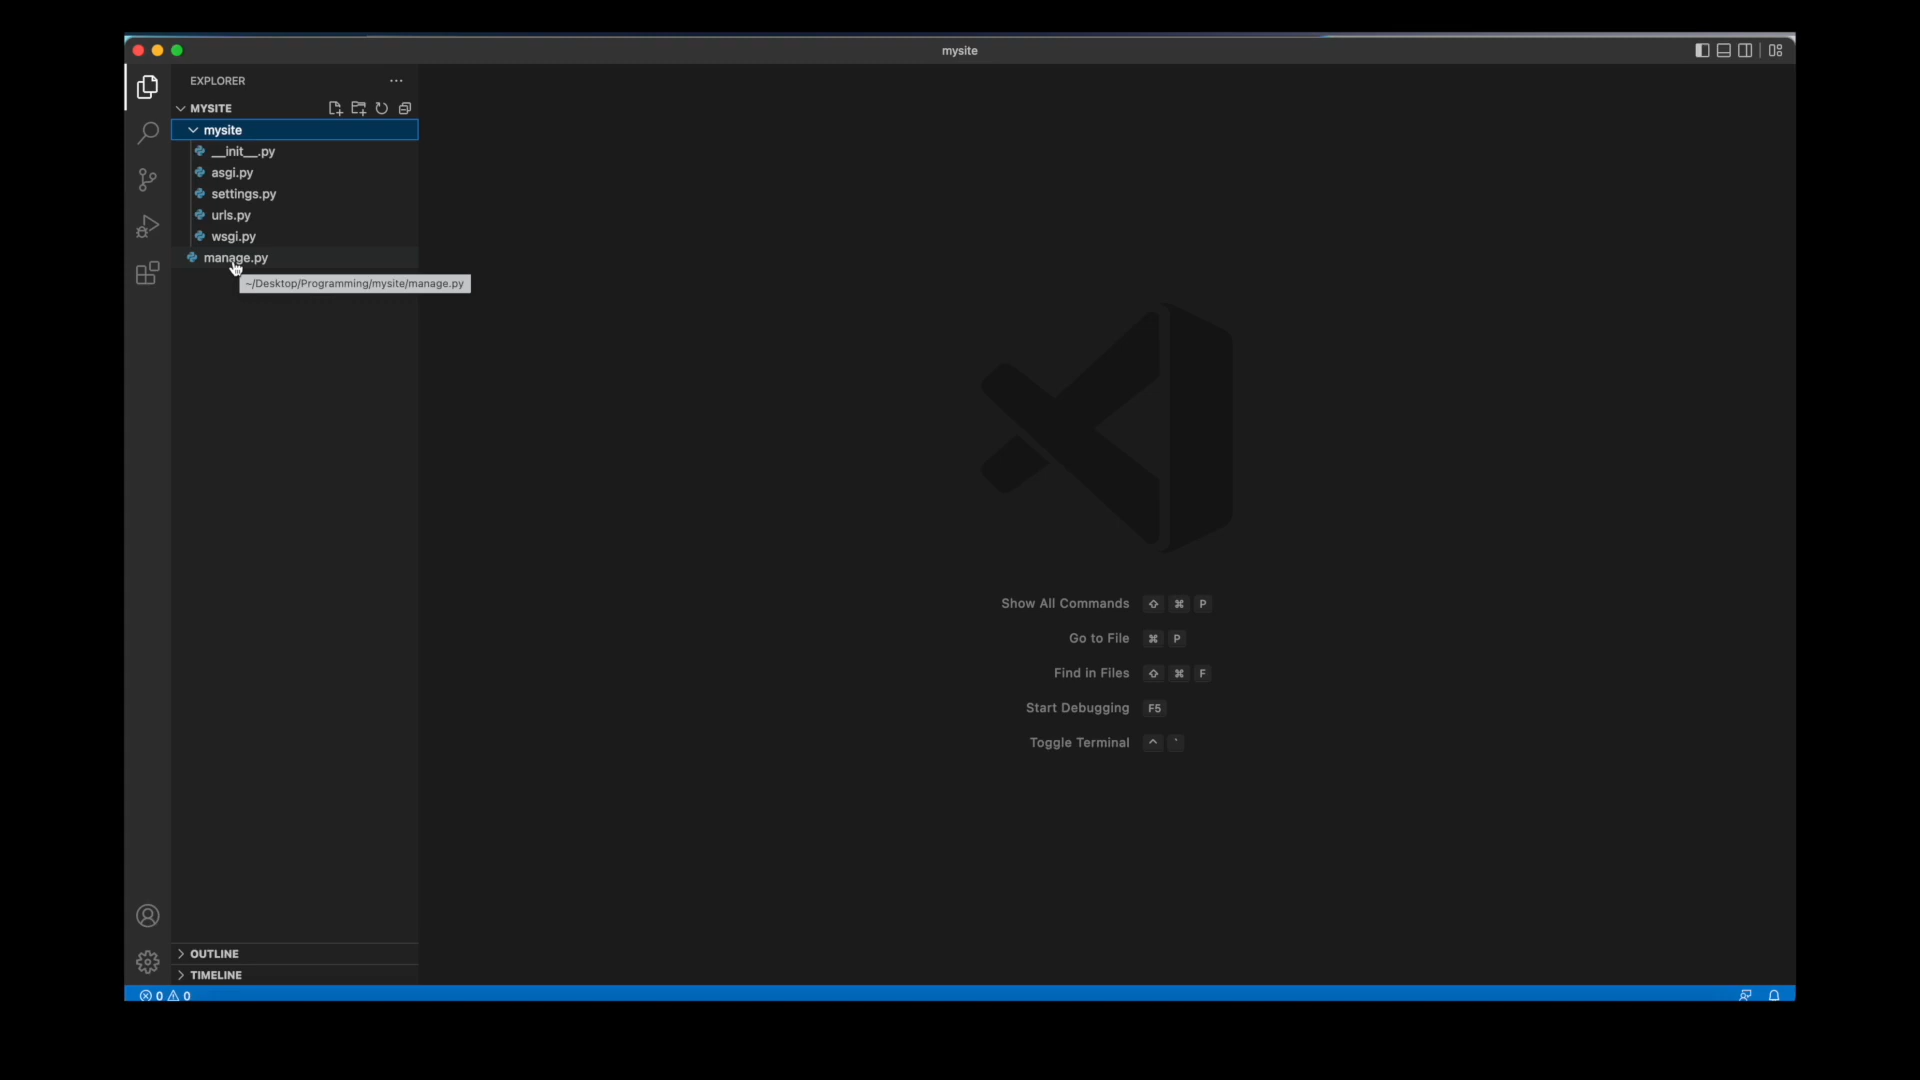 mysite
EXPLORER
MYSITE
mysite
__init__.py
asgi.py
settings.py
urls.py
wsgi.py
manage.py
~/Desktop/Programming/mysite/manage.py
Show All Commands ⇧ ⌘ P
Go to File ⌘ P
Find in Files ⇧ ⌘ F
Start Debugging F5
Toggle Terminal ^ `
OUTLINE
TIMELINE
0 0